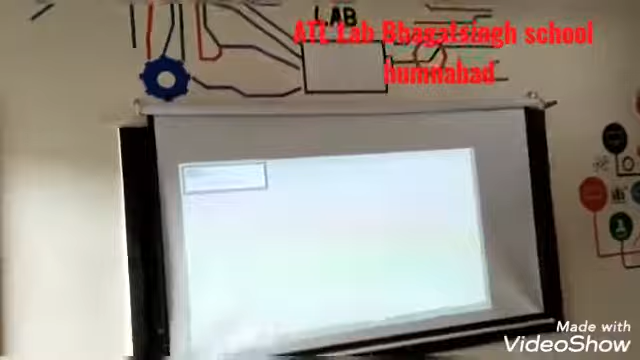 LAB
ATL Lab Bhagatsingh school
humnabad
Made with
VideoShow